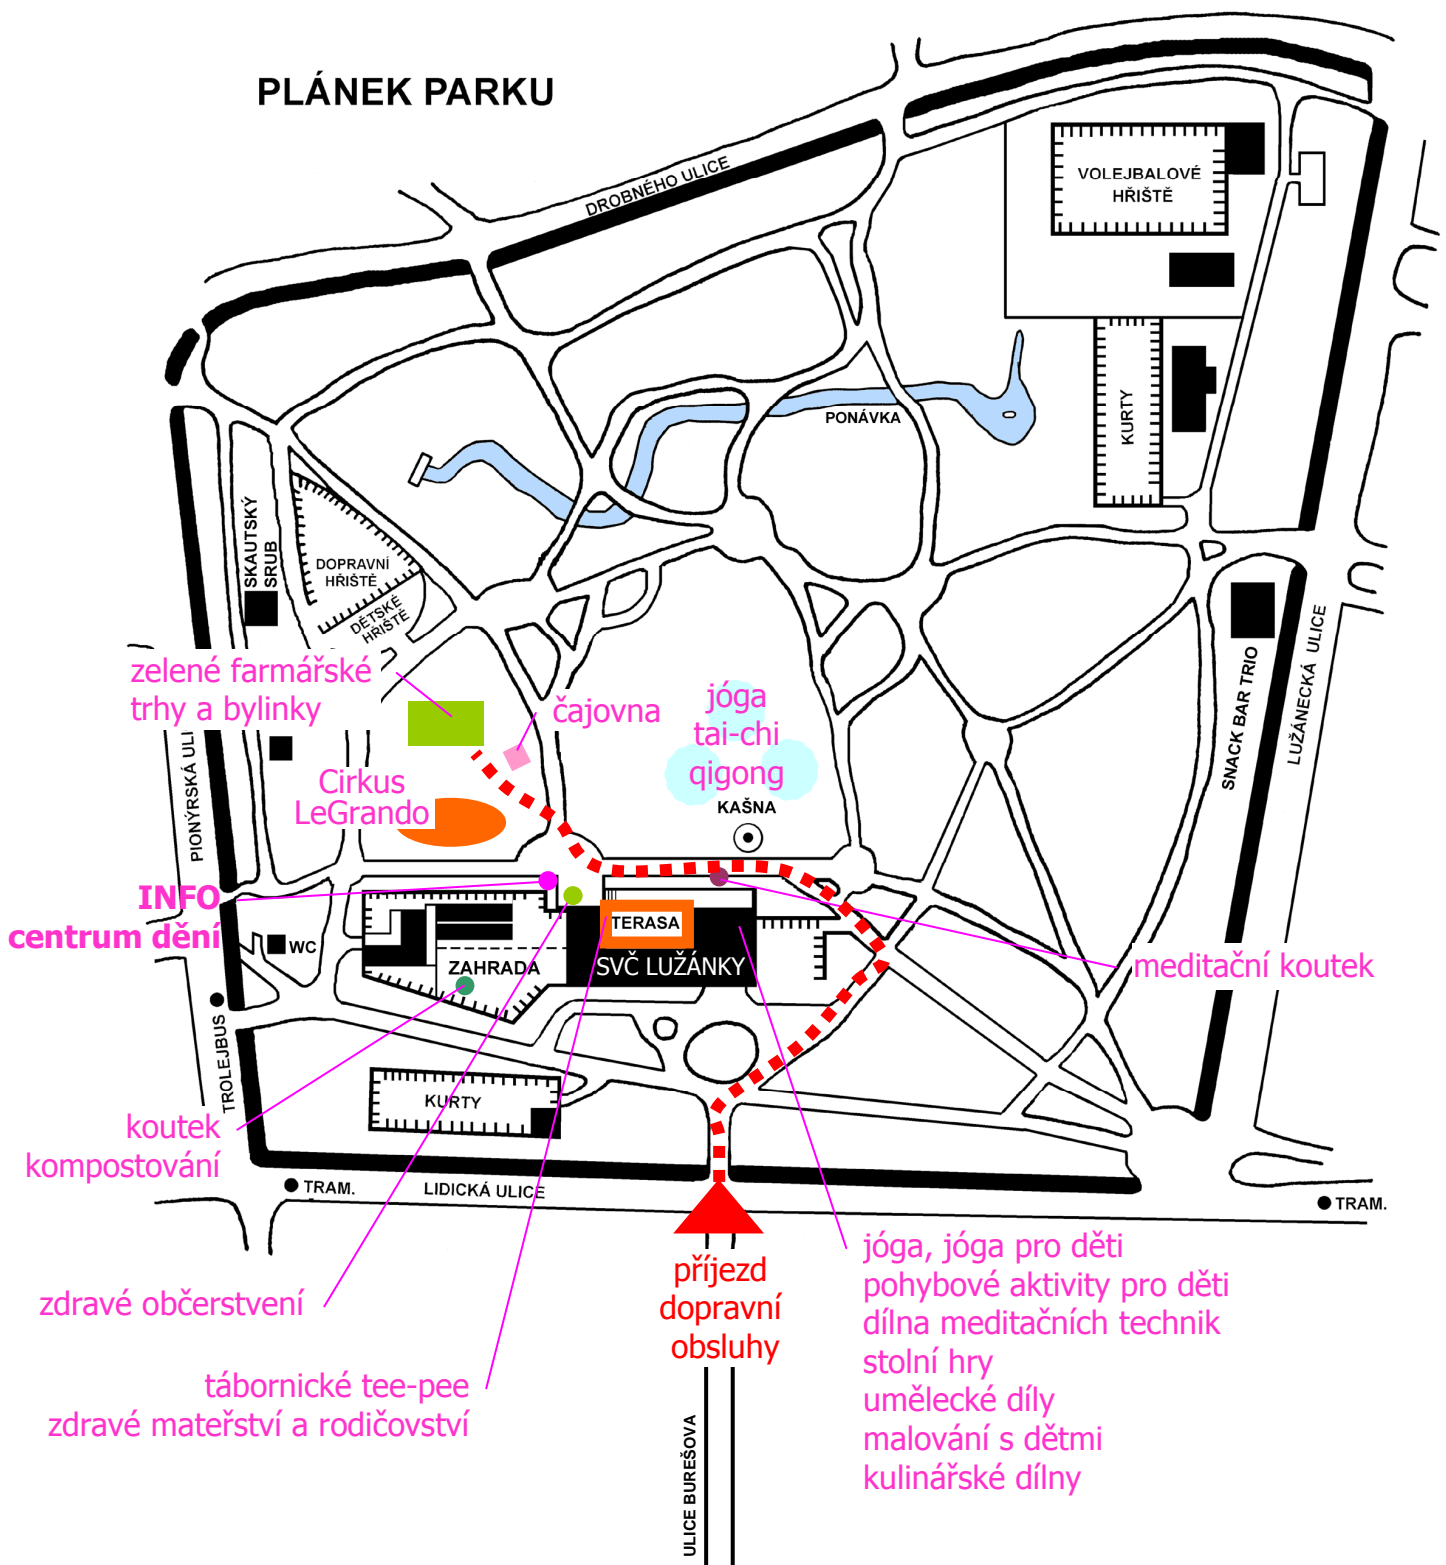 PLÁNEK PARKU
DROBNÉHO ULICE
VOLEJBALOVÉ
HŘIŠTĚ
PONÁVKA
KURTY
SKAUTSKÝ
SRUB
DOPRAVNÍ
HŘIŠTĚ
DĚTSKÉ
HŘIŠTĚ
zelené farmářské
trhy a bylinky
čajovna
jóga
tai-chi
qigong
KAŠNA
Cirkus
LeGrando
PIONÝRSKÁ ULI
SNACK BAR TRIO
LUŽÁNECKÁ ULICE
INFO
centrum dění
WC
TERASA
ZAHRADA
SVČ LUŽÁNKY
meditační koutek
TROLEJBUS
KURTY
koutek
kompostování
TRAM.
LIDICKÁ ULICE
TRAM.
zdravé občerstvení
příjezd
dopravní
obsluhy
tábornické tee-pee
zdravé mateřství a rodičovství
jóga, jóga pro děti
pohybové aktivity pro děti
dílna meditačních technik
stolní hry
umělecké díly
malování s dětmi
kulinářské dílny
ULICE BUREŠOVA